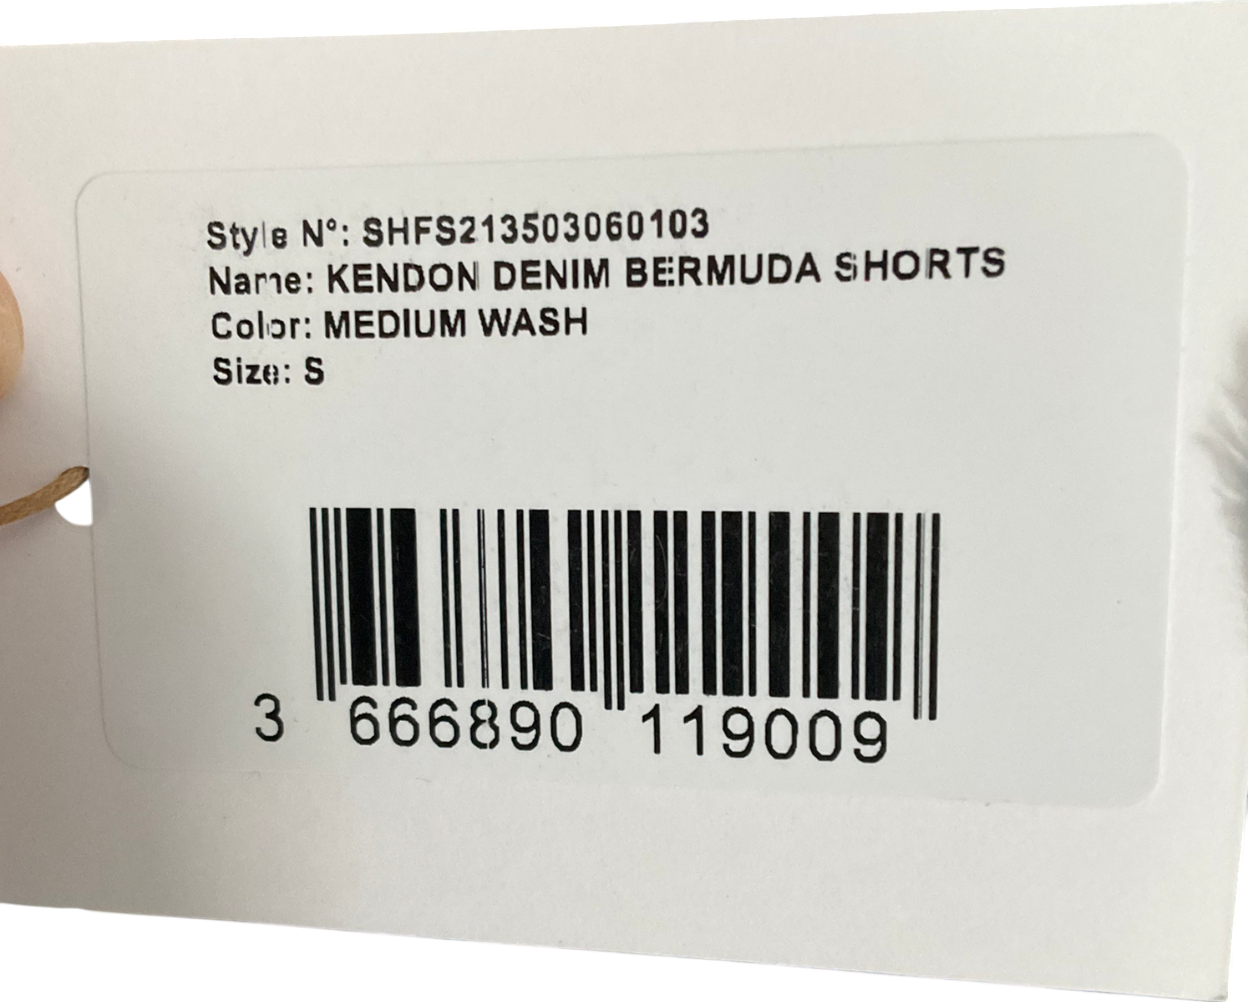 Style N°: SHFS213503060103
Name: KENDON DENIM BERMUDA SHORTS
Color: MEDIUM WASH
Size: S
3 666890 119009